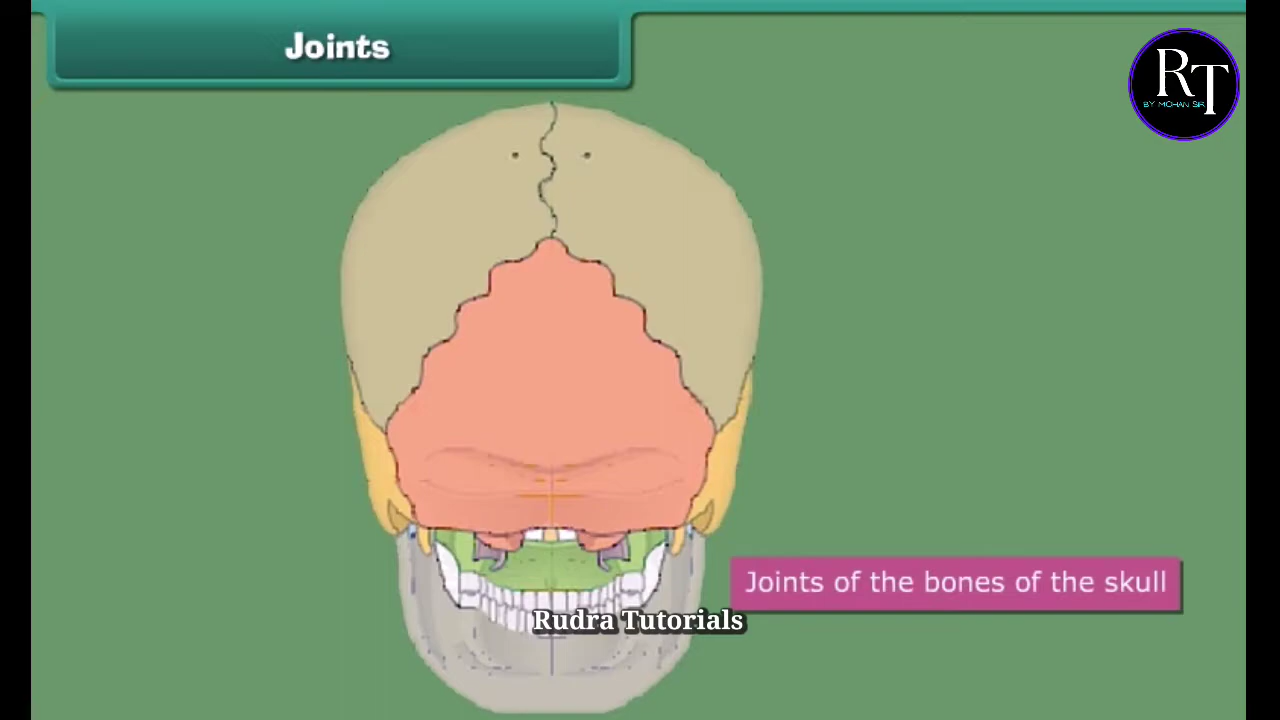 Joints
RT
BY MOHAN SIR
Joints of the bones of the skull
Rudra Tutorials